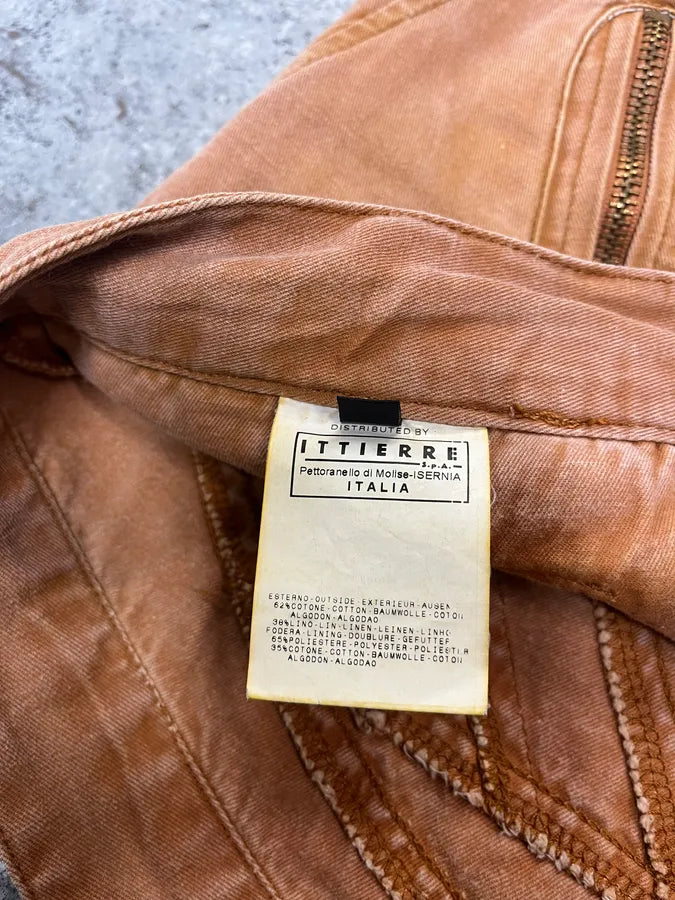 DISTRIBUTED BY
ITTIERRE
S.p.A.
Pettoranello di Molise-ISERNIA
ITALIA
ESTERNO-OUTSIDE-EXTERIEUR-AUSEN
62%COTONE-COTTON-BAUMWOLLE-COTON
ALGODON-ALGODAO
38%LINO-LIN-LINEN-LEINEN-LINHO
FODERA-LINING-DOUBLURE-GEFUTTER
65%POLIESTERE-POLYESTER-POLIESTER
35%COTONE-COTTON-BAUMWOLLE-COTON
ALGODON-ALGODAO